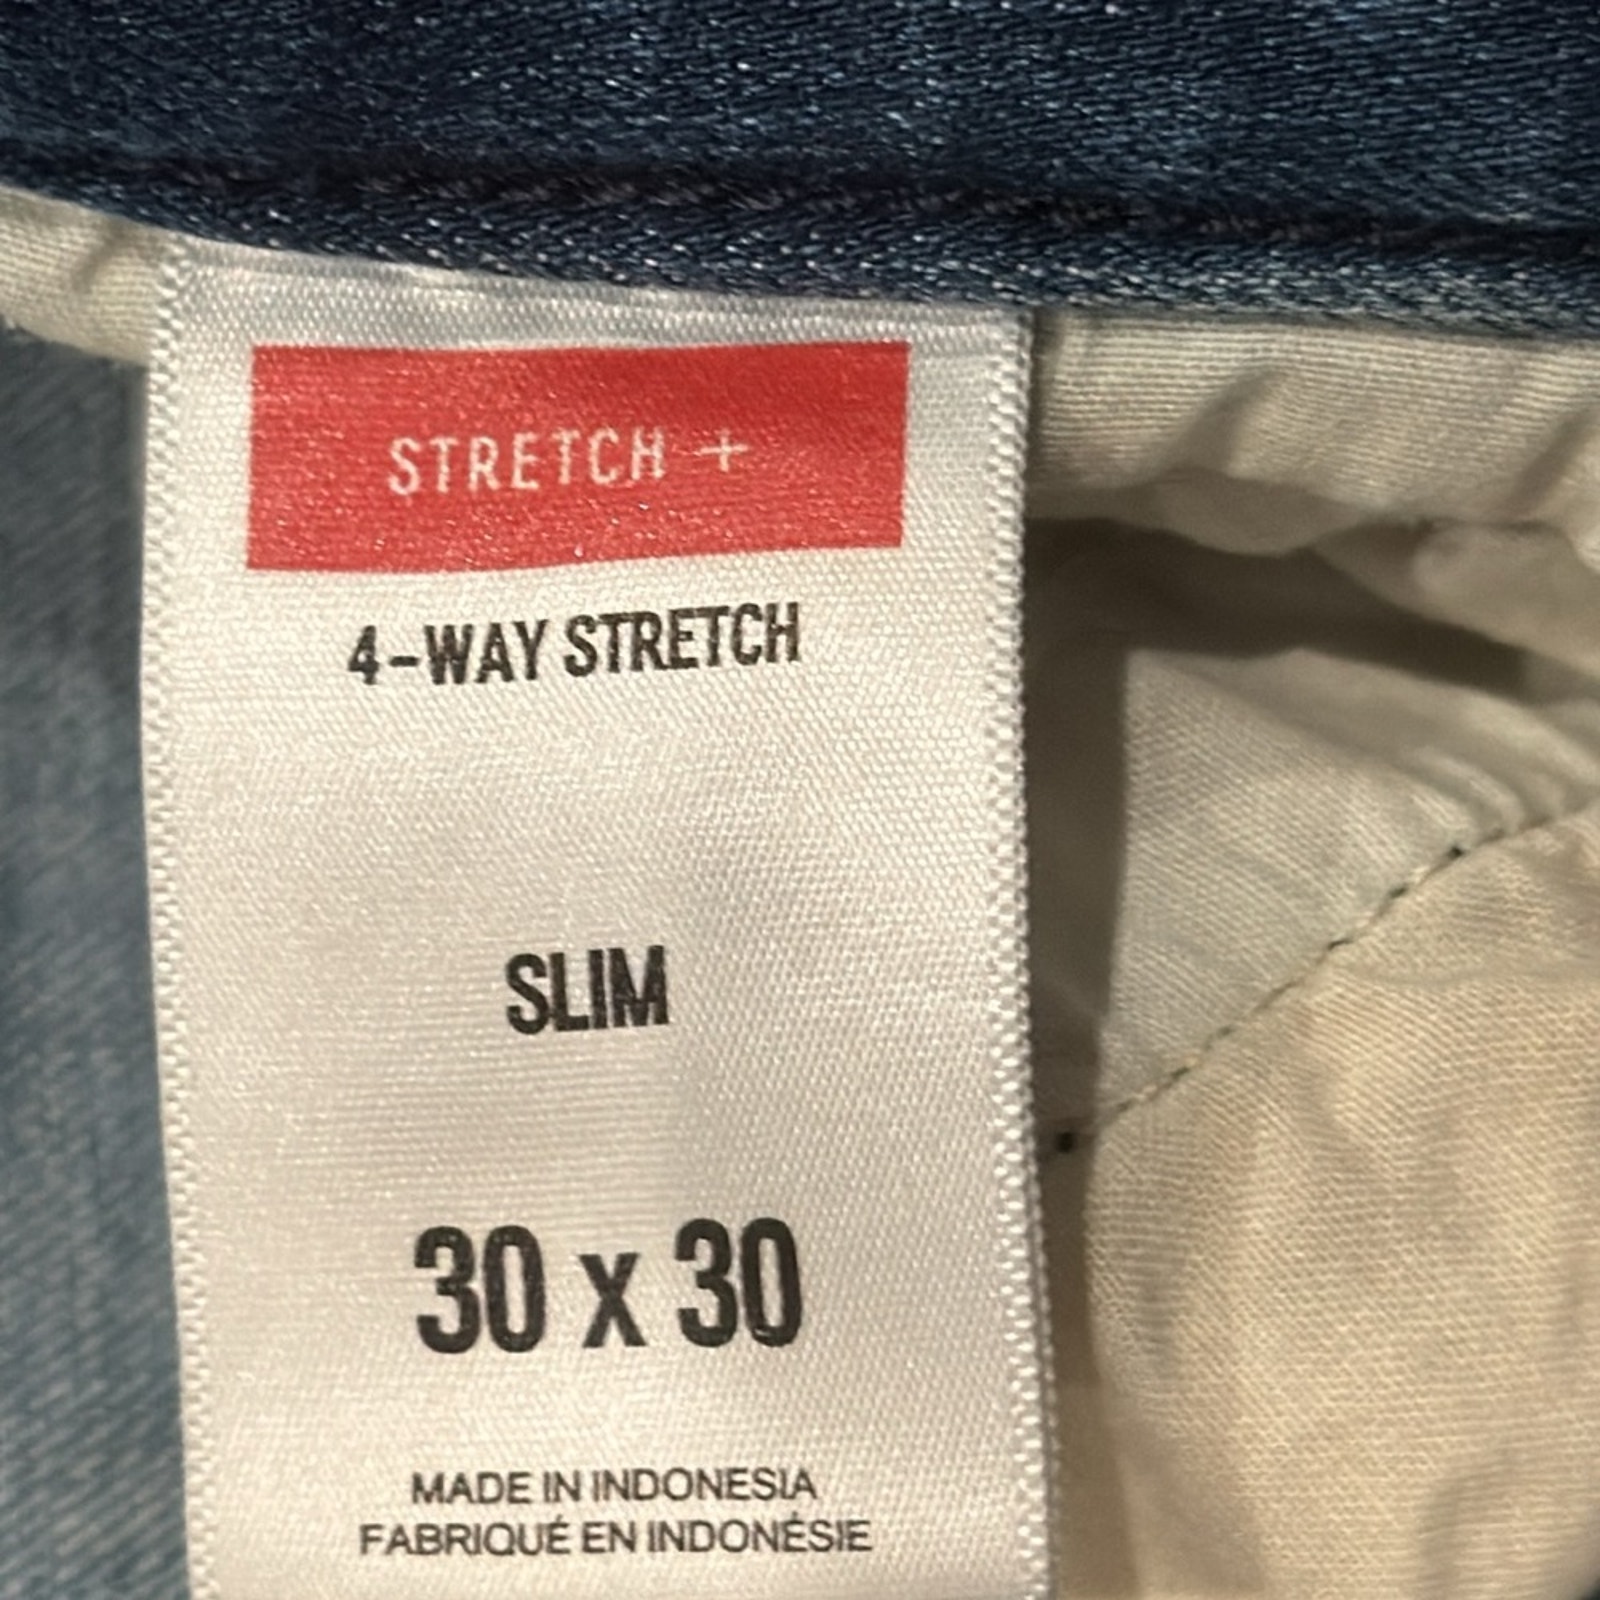 STRETCH +
4-WAY STRETCH
SLIM
30 x 30
MADE IN INDONESIA
FABRIQUÉ EN INDONÉSIE